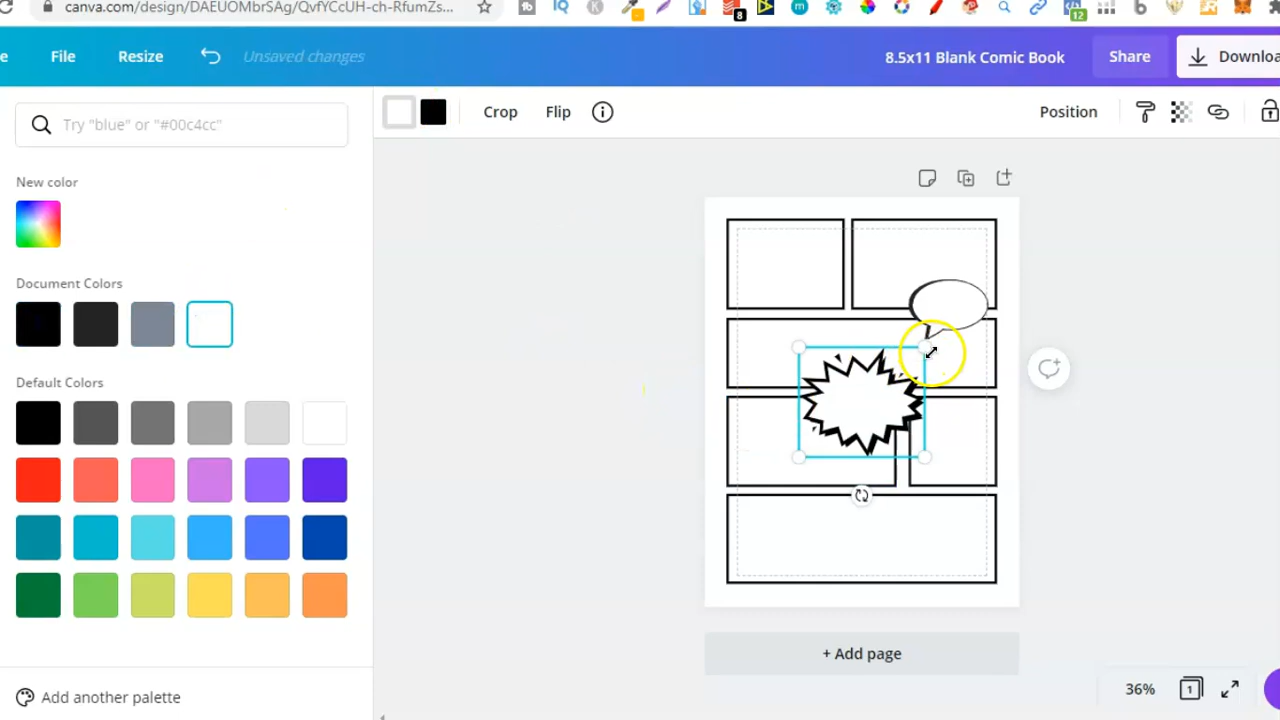 canva.com/design/DAEUOMbrSAg/QvfYCcUH-ch-RfumZs...
8
12
e
File
Resize
Unsaved changes
8.5x11 Blank Comic Book
Share
Downloa
Try "blue" or "#00c4cc"
Crop
Flip
Position
New color
Document Colors
Default Colors
+ Add page
Add another palette
36%
1